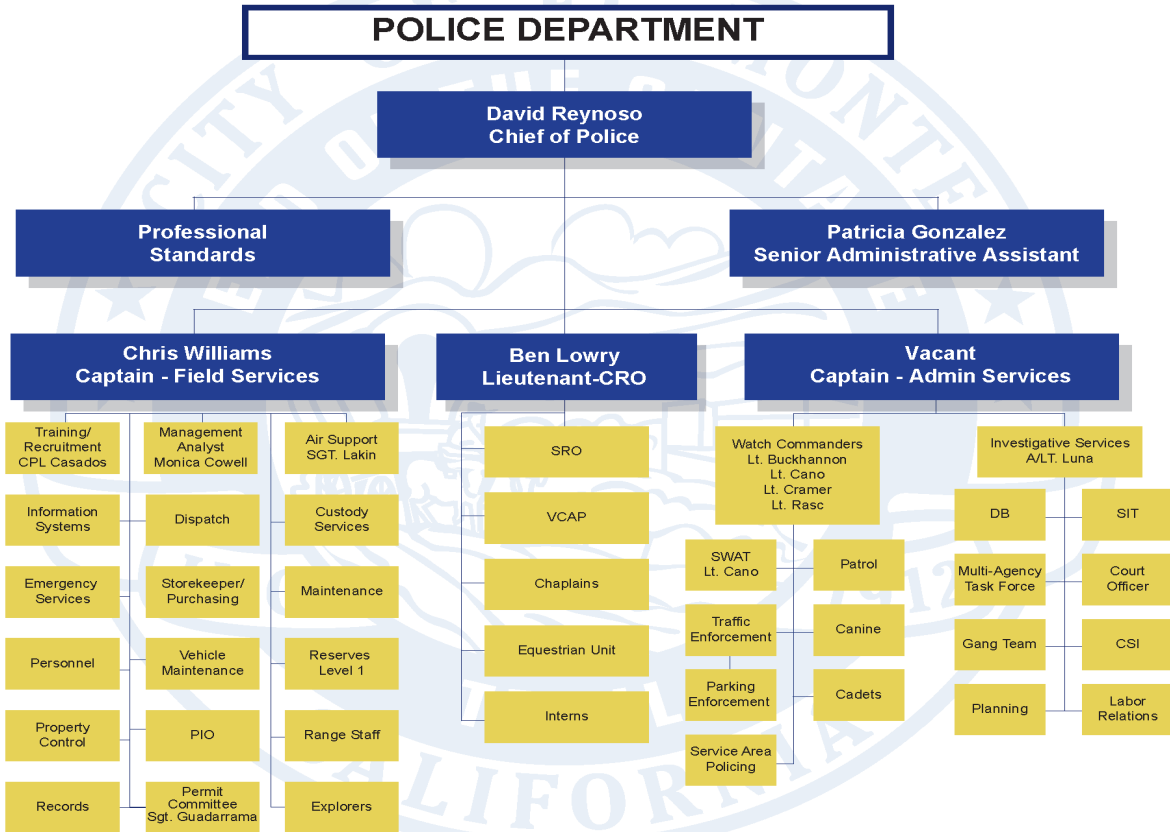 POLICE DEPARTMENT
David Reynoso
Chief of Police
Professional
Standards
Patricia Gonzalez
Senior Administrative Assistant
Chris Williams
Captain - Field Services
Ben Lowry
Lieutenant-CRO
Vacant
Captain - Admin Services
Training/
Recruitment
CPL Casados
Management
Analyst
Monica Cowell
Air Support
SGT. Lakin
Information
Systems
Dispatch
Custody
Services
Emergency
Services
Storekeeper/
Purchasing
Maintenance
Personnel
Vehicle
Maintenance
Reserves
Level 1
Property
Control
PIO
Range Staff
Records
Permit
Committee
Sgt. Guadarrama
Explorers
SRO
VCAP
Chaplains
Equestrian Unit
Interns
Watch Commanders
Lt. Buckhannon
Lt. Cano
Lt. Cramer
Lt. Rasc
SWAT
Lt. Cano
Patrol
Traffic
Enforcement
Canine
Parking
Enforcement
Cadets
Service Area
Policing
Investigative Services
A/LT. Luna
DB
SIT
Multi-Agency
Task Force
Court
Officer
Gang Team
CSI
Planning
Labor
Relations
CITY
MONTE
CALIFORNIA
1912